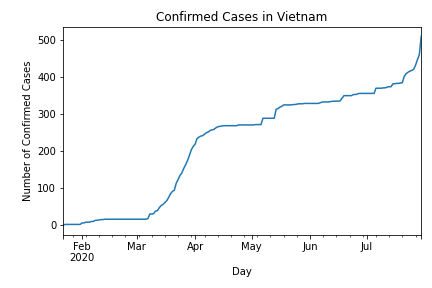 Confirmed Cases in Vietnam
500
400
300
200
100
0
Number of Confirmed Cases
Feb Mar Apr May Jun Jul
2020
Day